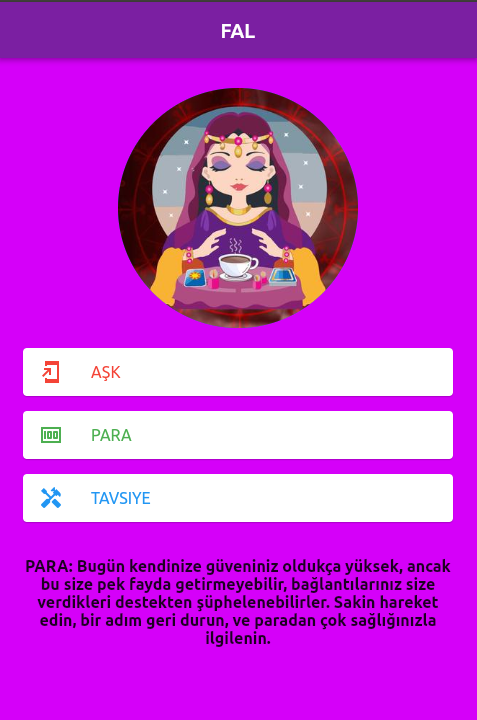 FAL
AŞK
PARA
TAVSIYE
PARA: Bugün kendinize güveniniz oldukça yüksek, ancak
bu size pek fayda getirmeyebilir, bağlantılarınız size
verdikleri destekten şüphelenebilirler. Sakin hareket
edin, bir adım geri durun, ve paradan çok sağlığınızla
ilgilenin.